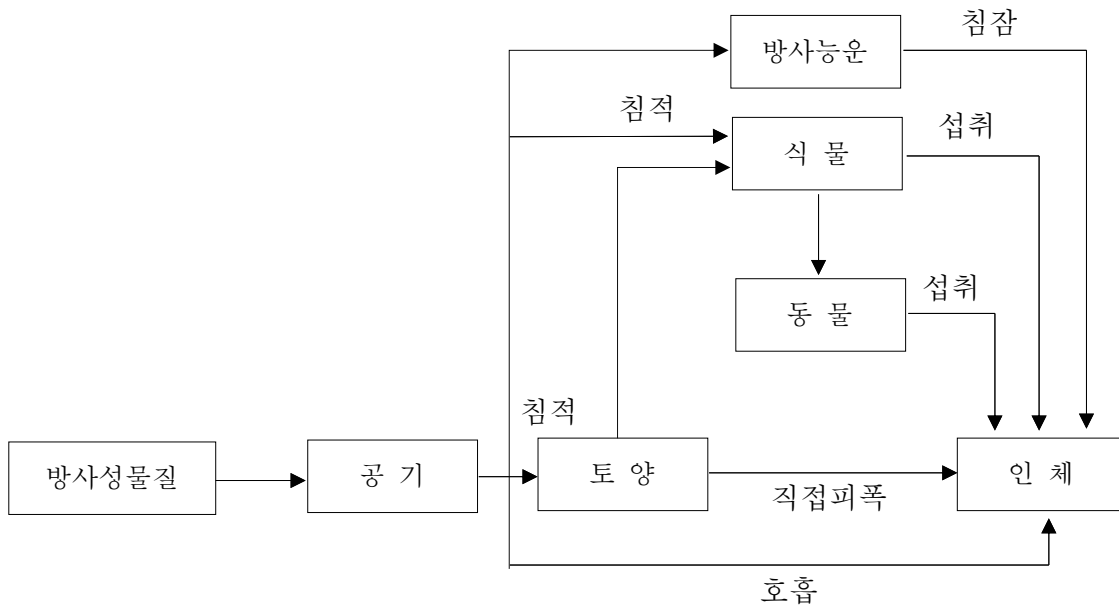 침잠
방사능운
침적
섭취
식 물
섭취
동 물
침적
방사성물질
공 기
토 양
인 체
직접피폭
호흡